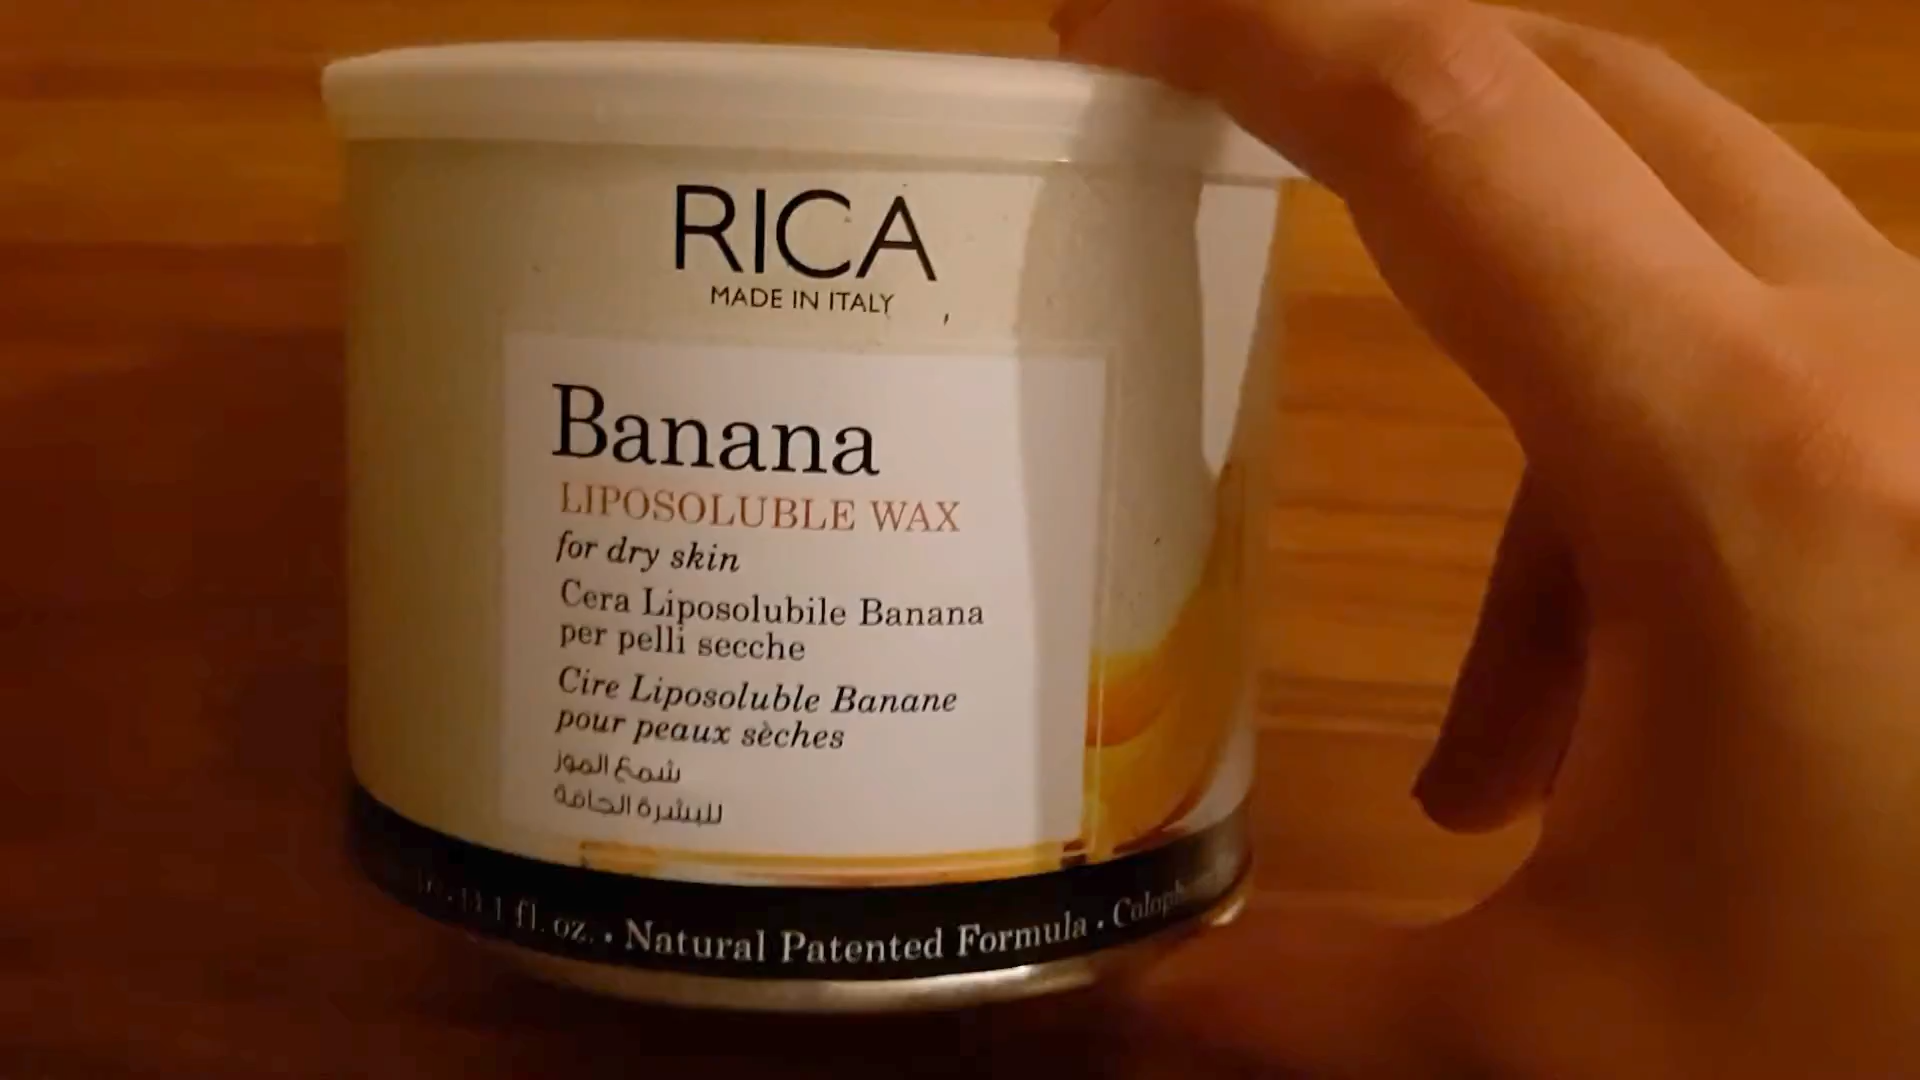 RICA
MADE IN ITALY
Banana
LIPOSOLUBLE WAX
for dry skin
Cera Liposolubile Banana
per pelli secche
Cire Liposoluble Banane
pour peaux sèches
شمع الموز
للبشرة الجافة
fl. oz. • Natural Patented Formula •